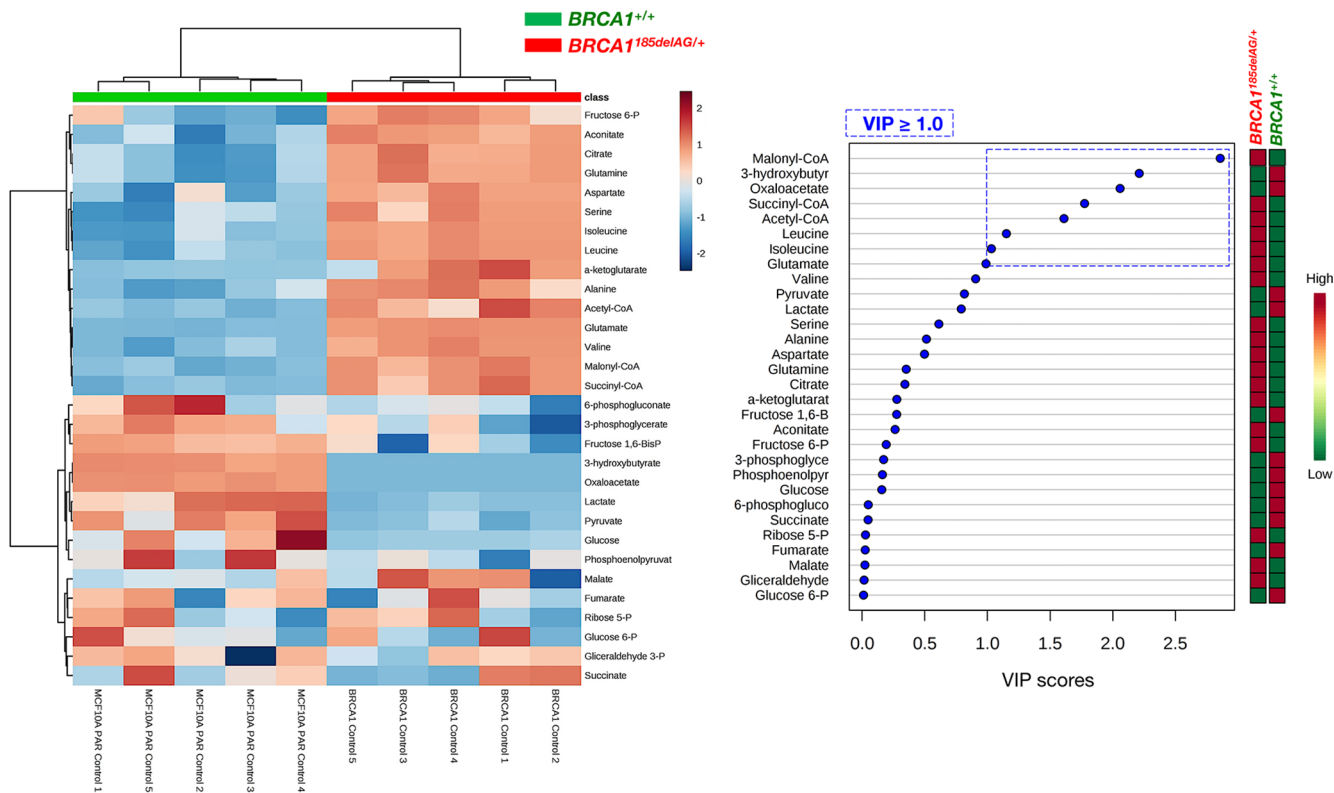 BRCA1+/+
BRCA1185delAG/+
class
Fructose 6-P
Aconitate
Citrate
Glutamine
Aspartate
Serine
Isoleucine
Leucine
a-ketoglutarate
Alanine
Acetyl-CoA
Glutamate
Valine
Malonyl-CoA
Succinyl-CoA
6-phosphogluconate
3-phosphoglycerate
Fructose 1,6-BisP
3-hydroxybutyrate
Oxaloacetate
Lactate
Pyruvate
Glucose
Phosphoenolpyruvat
Malate
Fumarate
Ribose 5-P
Glucose 6-P
Gliceraldehyde 3-P
Succinate
2
1
0
-1
-2
MCF10A PAR Control 1
MCF10A PAR Control 5
MCF10A PAR Control 2
MCF10A PAR Control 3
MCF10A PAR Control 4
BRCA1 Control 5
BRCA1 Control 3
BRCA1 Control 4
BRCA1 Control 1
BRCA1 Control 2
VIP ≥ 1.0
BRCA1185delAG/+
BRCA1+/+
Malonyl-CoA
3-hydroxybutyr
Oxaloacetate
Succinyl-CoA
Acetyl-CoA
Leucine
Isoleucine
Glutamate
Valine
Pyruvate
Lactate
Serine
Alanine
Aspartate
Glutamine
Citrate
a-ketoglutarat
Fructose 1,6-B
Aconitate
Fructose 6-P
3-phosphoglyce
Phosphoenolpyr
Glucose
6-phosphogluco
Succinate
Ribose 5-P
Fumarate
Malate
Gliceraldehyde
Glucose 6-P
0.0 0.5 1.0 1.5 2.0 2.5
VIP scores
High
Low